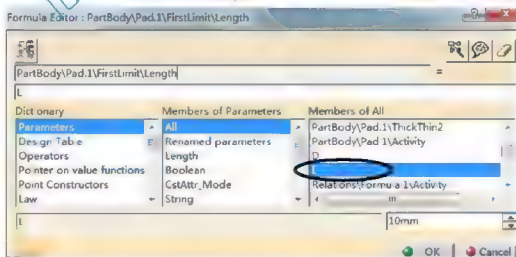 Formula Editor : PartBody\Pad.1\FirstLimit\Length
PartBody\Pad.1\FirstLimit\Length =
L
Dictionary Members of Parameters Members of All
Parameters All PartBody\Pad.1\ThickThin2
Design Table Renamed parameters PartBody\Pad.1\Activity
Operators Length D
Pointer on value functions Boolean
Point Constructors CstAttr_Mode Relations\Formula.1\Activity
Law String
L 10mm
OK Cancel